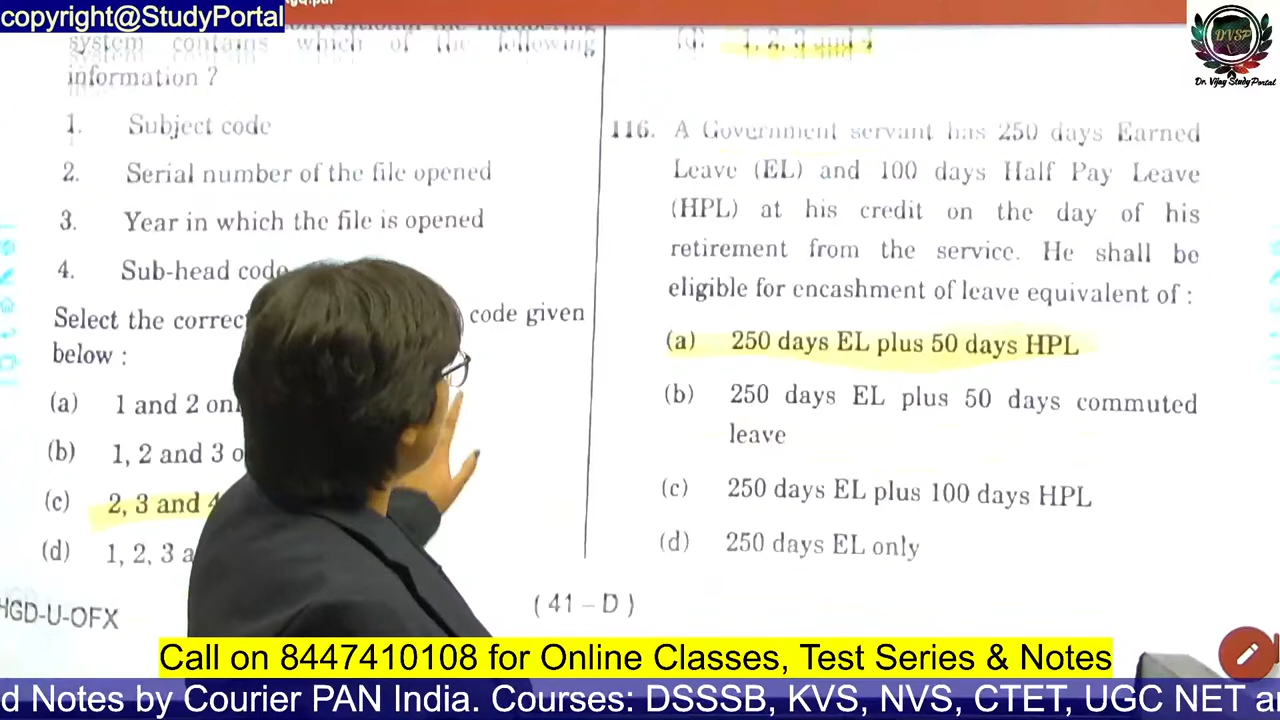 copyright@StudyPortal
DVSP
Dr. Vijay StudyPortal
system contains which of the following
information ?
1. Subject code
2. Serial number of the file opened
3. Year in which the file is opened
4. Sub-head code
Select the correct code given
below :
(a) 1 and 2 on
(b) 1, 2 and 3 o
(c) 2, 3 and 4
(d) 1, 2, 3 a
HGD-U-OFX
( 41 – D )
(d) 1, 2, 3 and 4
116. A Government servant has 250 days Earned
Leave (EL) and 100 days Half Pay Leave
(HPL) at his credit on the day of his
retirement from the service. He shall be
eligible for encashment of leave equivalent of :
(a) 250 days EL plus 50 days HPL
(b) 250 days EL plus 50 days commuted
leave
(c) 250 days EL plus 100 days HPL
(d) 250 days EL only
Call on 8447410108 for Online Classes, Test Series & Notes
d Notes by Courier PAN India. Courses: DSSSB, KVS, NVS, CTET, UGC NET a